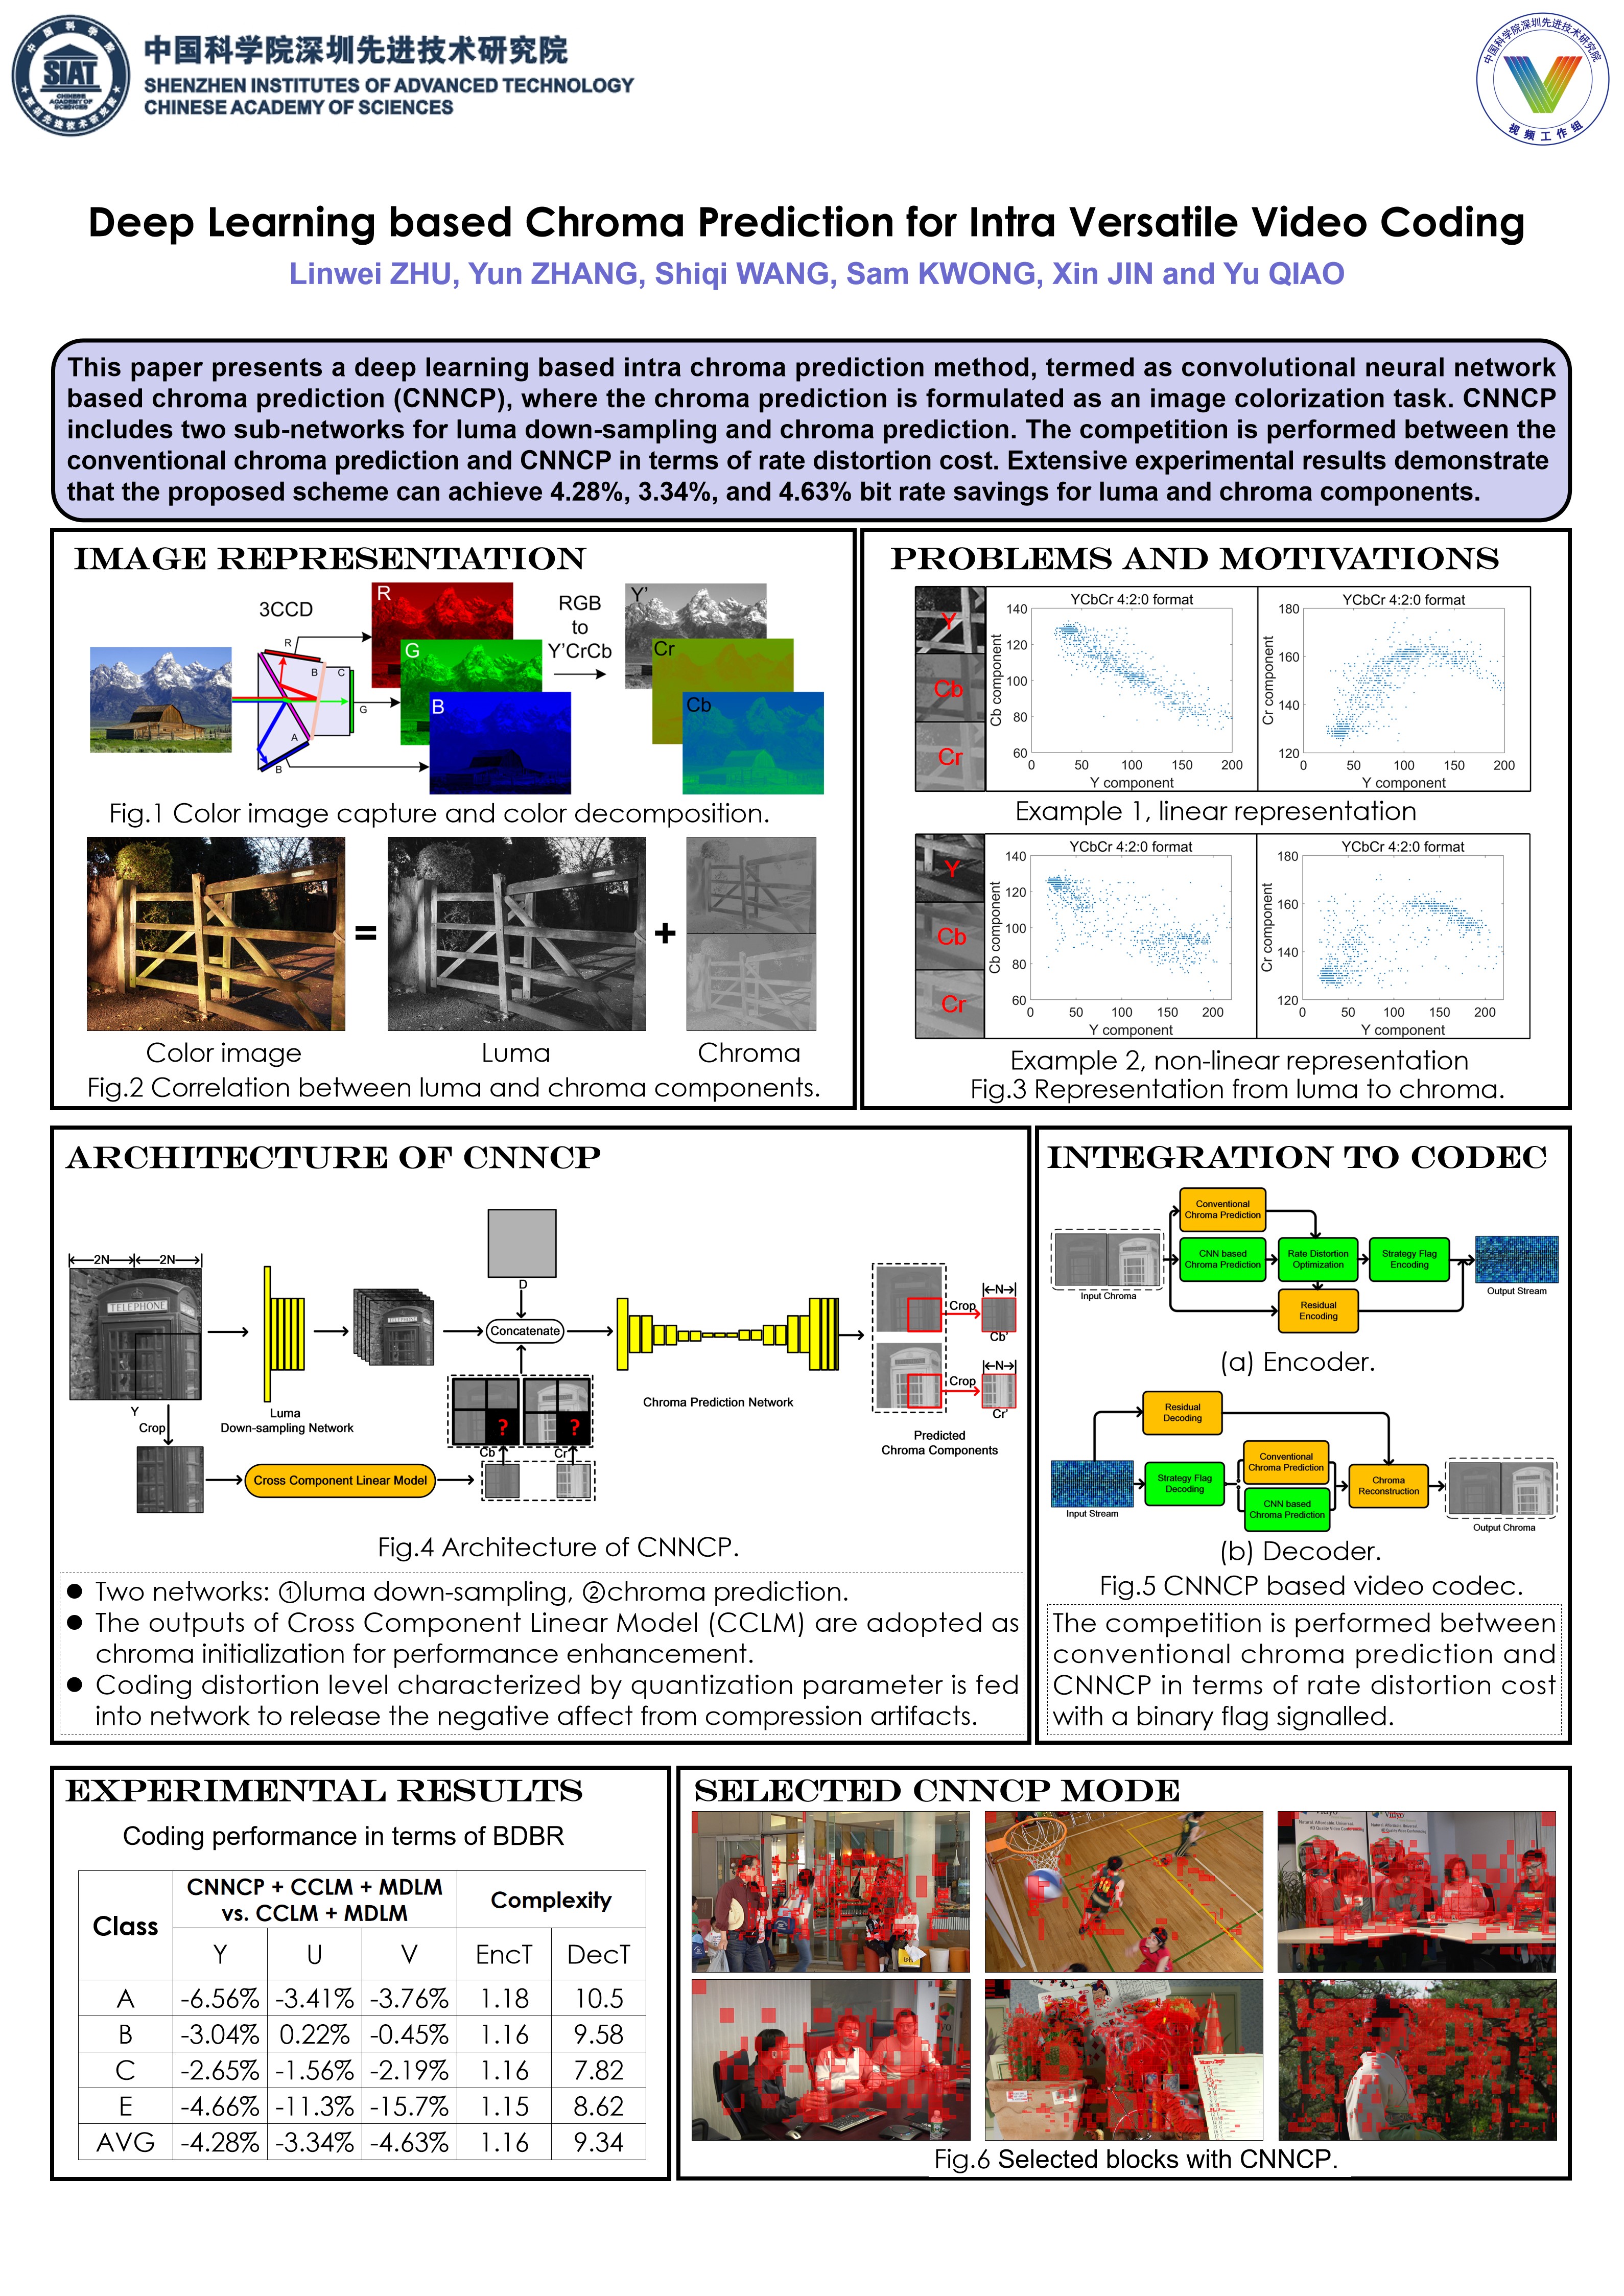 中国科学院深圳先进技术研究院
SHENZHEN INSTITUTES OF ADVANCED TECHNOLOGY
CHINESE ACADEMY OF SCIENCES
中国科学院
SIAT
CHINESE
ACADEMY OF
SCIENCES
深圳先进技术研究院
中国科学院深圳先进技术研究院
视频工作组
Deep Learning based Chroma Prediction for Intra Versatile Video Coding
Linwei ZHU, Yun ZHANG, Shiqi WANG, Sam KWONG, Xin JIN and Yu QIAO
This paper presents a deep learning based intra chroma prediction method, termed as convolutional neural network
based chroma prediction (CNNCP), where the chroma prediction is formulated as an image colorization task. CNNCP
includes two sub-networks for luma down-sampling and chroma prediction. The competition is performed between the
conventional chroma prediction and CNNCP in terms of rate distortion cost. Extensive experimental results demonstrate
that the proposed scheme can achieve 4.28%, 3.34%, and 4.63% bit rate savings for luma and chroma components.
IMAGE REPRESENTATION
3CCD
R
B
C
G
A
B
R
G
B
RGB
to
Y'CrCb
Y'
Cr
Cb
Fig.1 Color image capture and color decomposition.
=
+
Color image
Luma
Chroma
Fig.2 Correlation between luma and chroma components.
PROBLEMS AND MOTIVATIONS
Y
Cb
Cr
YCbCr 4:2:0 format
Cb component
140
120
100
80
60
0 50 100 150 200
Y component
YCbCr 4:2:0 format
Cr component
180
160
140
120
0 50 100 150 200
Y component
Example 1, linear representation
Y
Cb
Cr
YCbCr 4:2:0 format
Cb component
140
120
100
80
60
0 50 100 150 200
Y component
YCbCr 4:2:0 format
Cr component
180
160
140
120
0 50 100 150 200
Y component
Example 2, non-linear representation
Fig.3 Representation from luma to chroma.
ARCHITECTURE OF CNNCP
2N 2N
TELEPHONE
Y
Crop
Luma
Down-sampling Network
TELEPHONE
D
Concatenate
? ?
Cb Cr
Cross Component Linear Model
Chroma Prediction Network
Crop
N
Cb'
Crop
N
Cr'
Predicted
Chroma Components
Fig.4 Architecture of CNNCP.
● Two networks: ①luma down-sampling, ②chroma prediction.
● The outputs of Cross Component Linear Model (CCLM) are adopted as
chroma initialization for performance enhancement.
● Coding distortion level characterized by quantization parameter is fed
into network to release the negative affect from compression artifacts.
INTEGRATION TO CODEC
Input Chroma
Conventional
Chroma Prediction
CNN based
Chroma Prediction
Rate Distortion
Optimization
Strategy Flag
Encoding
Residual
Encoding
Output Stream
(a) Encoder.
Residual
Decoding
Input Stream
Strategy Flag
Decoding
Conventional
Chroma Prediction
CNN based
Chroma Prediction
Chroma
Reconstruction
Output Chroma
(b) Decoder.
Fig.5 CNNCP based video codec.
The competition is performed between
conventional chroma prediction and
CNNCP in terms of rate distortion cost
with a binary flag signalled.
EXPERIMENTAL RESULTS
Coding performance in terms of BDBR
Class
CNNCP + CCLM + MDLM
vs. CCLM + MDLM
Complexity
Y U V EncT DecT
A -6.56% -3.41% -3.76% 1.18 10.5
B -3.04% 0.22% -0.45% 1.16 9.58
C -2.65% -1.56% -2.19% 1.16 7.82
E -4.66% -11.3% -15.7% 1.15 8.62
AVG -4.28% -3.34% -4.63% 1.16 9.34
SELECTED CNNCP MODE
Fig.6 Selected blocks with CNNCP.